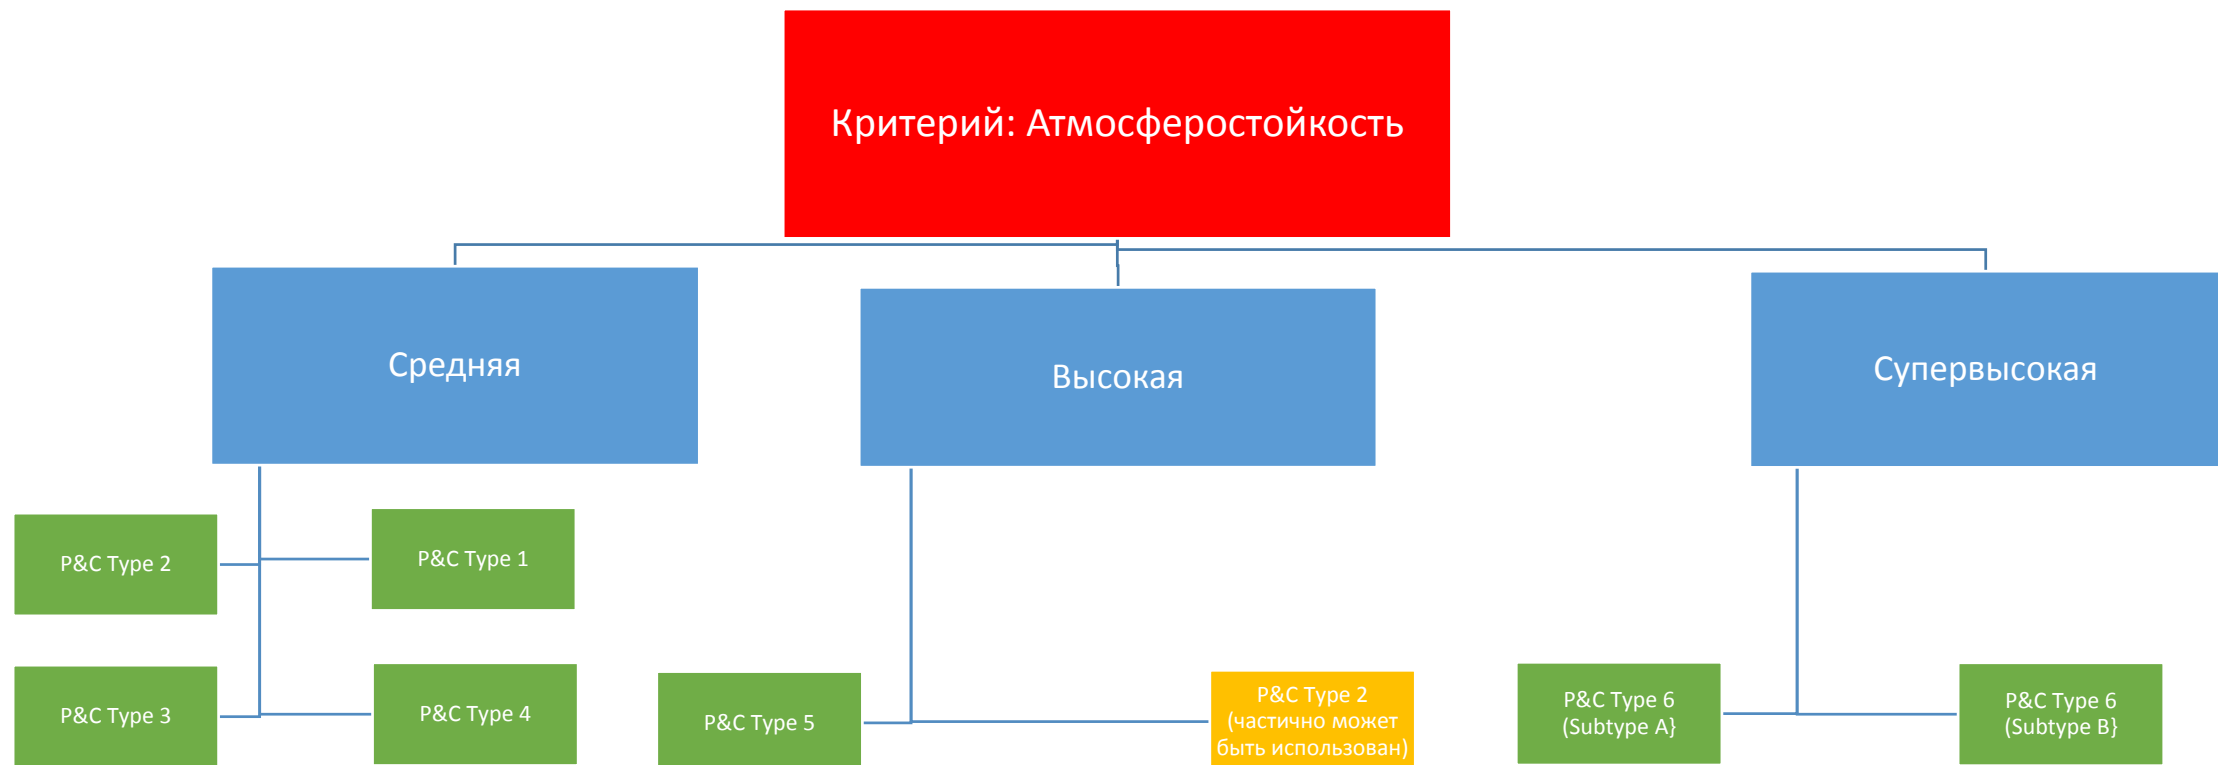 Критерий: Атмосферостойкость
Средняя
Высокая
Супервысокая
P&C Type 2
P&C Type 1
P&C Type 3
P&C Type 4
P&C Type 5
P&C Type 2
(частично может
быть использован)
P&C Type 6
(Subtype A}
P&C Type 6
(Subtype B}